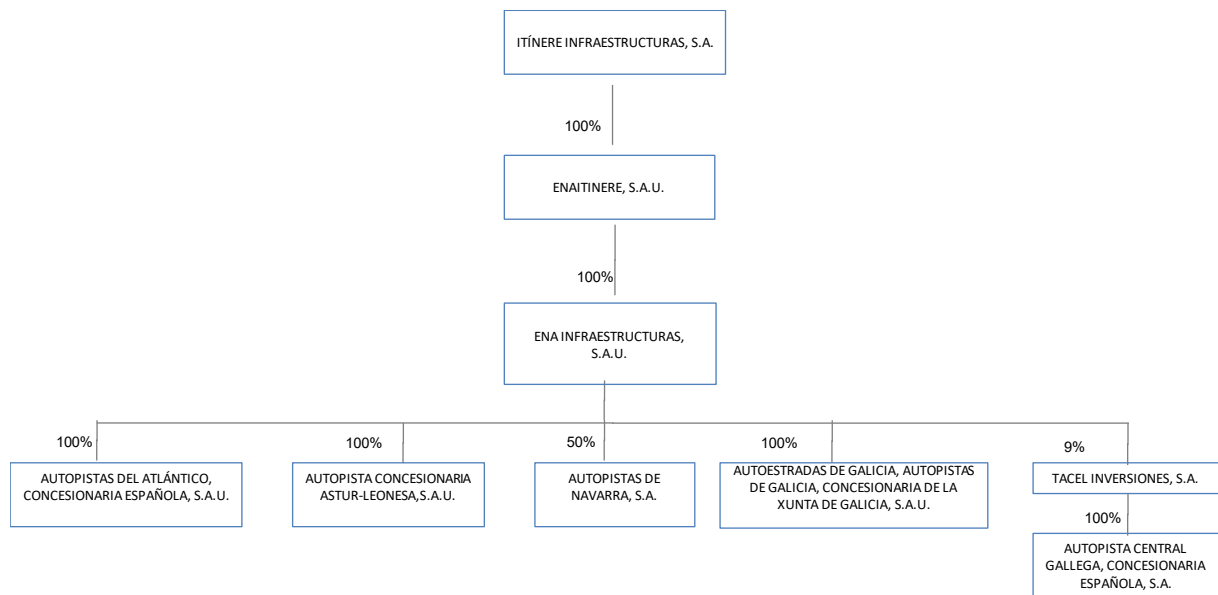 ITÍNERE INFRAESTRUCTURAS, S.A.
100%
ENAITINERE, S.A.U.
100%
ENA INFRAESTRUCTURAS,
S.A.U.
100%
AUTOPISTAS DEL ATLÁNTICO,
CONCESIONARIA ESPAÑOLA, S.A.U.
100%
AUTOPISTA CONCESIONARIA
ASTUR-LEONESA,S.A.U.
50%
AUTOPISTAS DE
NAVARRA, S.A.
100%
AUTOESTRADAS DE GALICIA, AUTOPISTAS
DE GALICIA, CONCESIONARIA DE LA
XUNTA DE GALICIA, S.A.U.
9%
TACEL INVERSIONES, S.A.
100%
AUTOPISTA CENTRAL
GALLEGA, CONCESIONARIA
ESPAÑOLA, S.A.